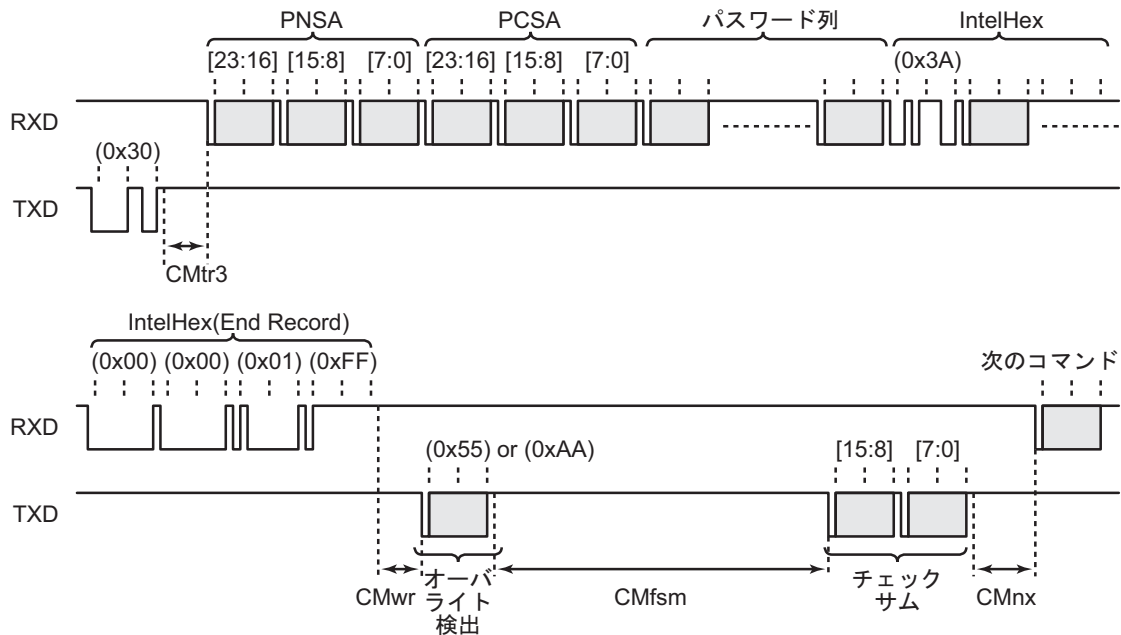 PNSA PCSA パスワード列 IntelHex
[23:16] [15:8] [7:0] [23:16] [15:8] [7:0] (0x3A)
RXD
(0x30)
TXD
CMtr3
IntelHex(End Record)
(0x00) (0x00) (0x01) (0xFF) 次のコマンド
RXD
(0x55) or (0xAA) [15:8] [7:0]
TXD
CMwr オーバ CMfsm チェック CMnx
ライト サム
検出